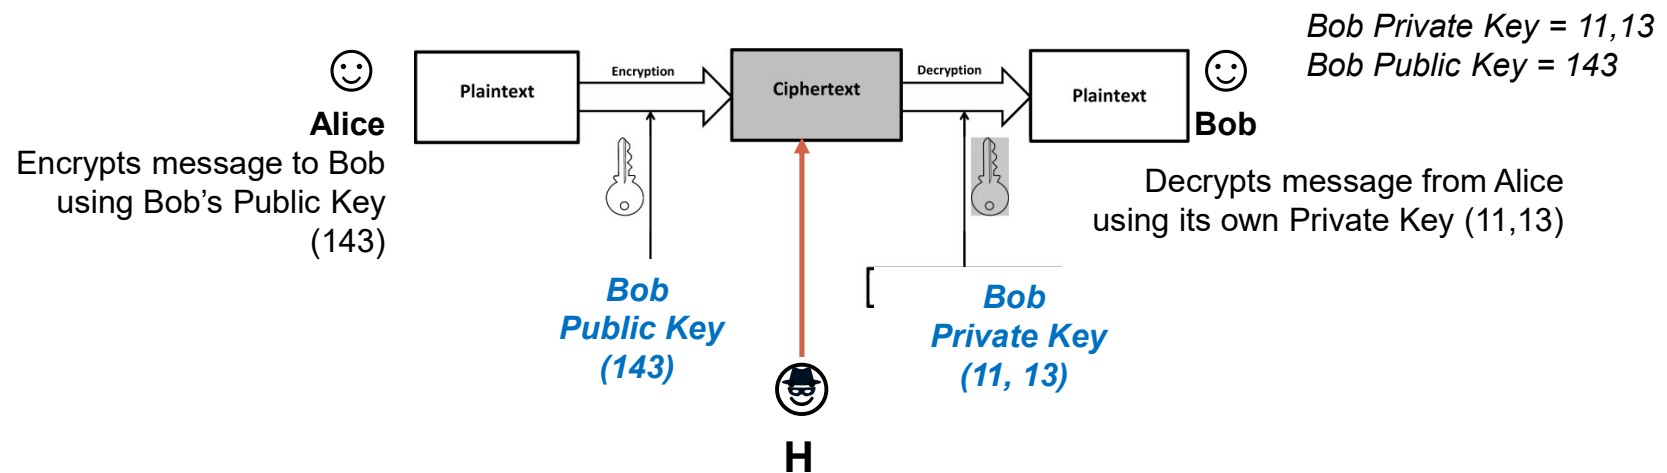 Bob Private Key = 11,13
Bob Public Key = 143
Alice
Encrypts message to Bob
using Bob’s Public Key
(143)
Plaintext
Encryption
Ciphertext
Decryption
Plaintext
Bob
Decrypts message from Alice
using its own Private Key (11,13)
Bob
Public Key
(143)
Bob
Private Key
(11, 13)
H